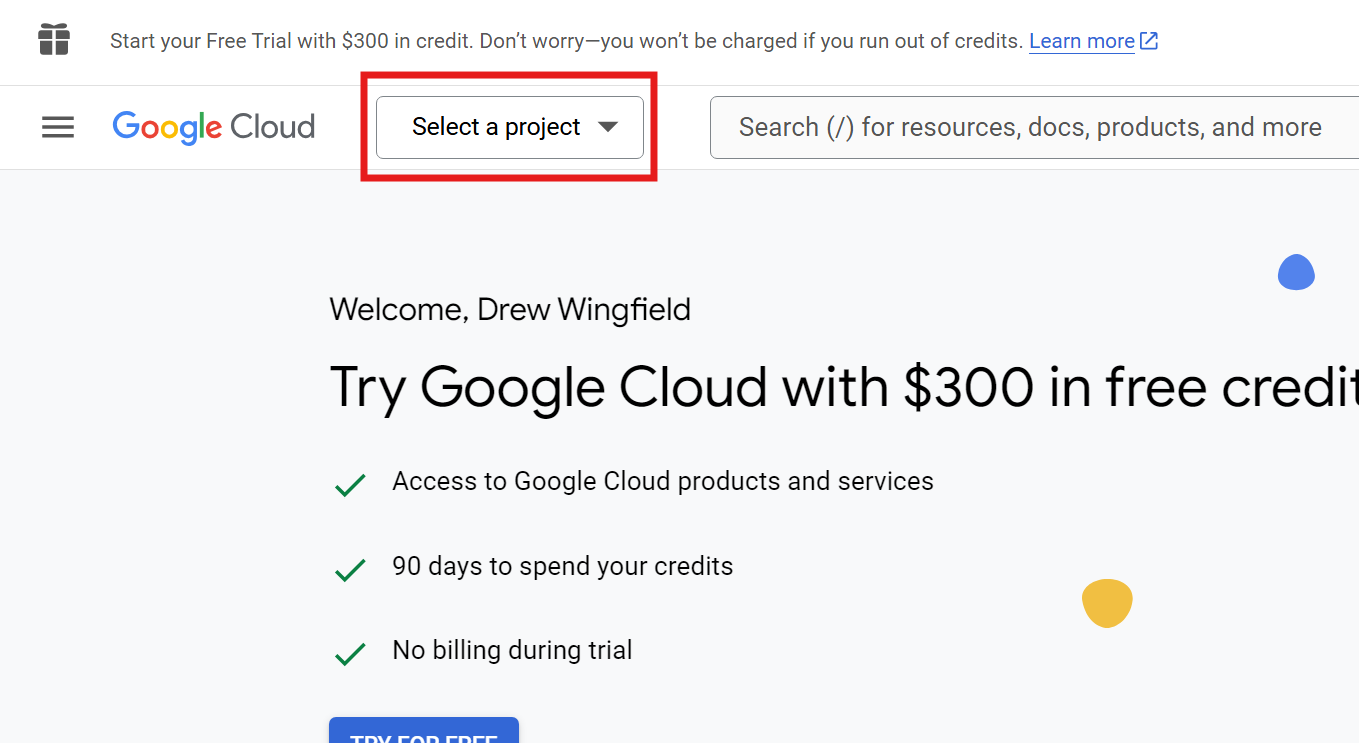 Start your Free Trial with $300 in credit. Don’t worry—you won’t be charged if you run out of credits. Learn more
Google Cloud
Select a project
Search (/) for resources, docs, products, and more
Welcome, Drew Wingfield
Try Google Cloud with $300 in free credit
Access to Google Cloud products and services
90 days to spend your credits
No billing during trial
TRY FOR FREE